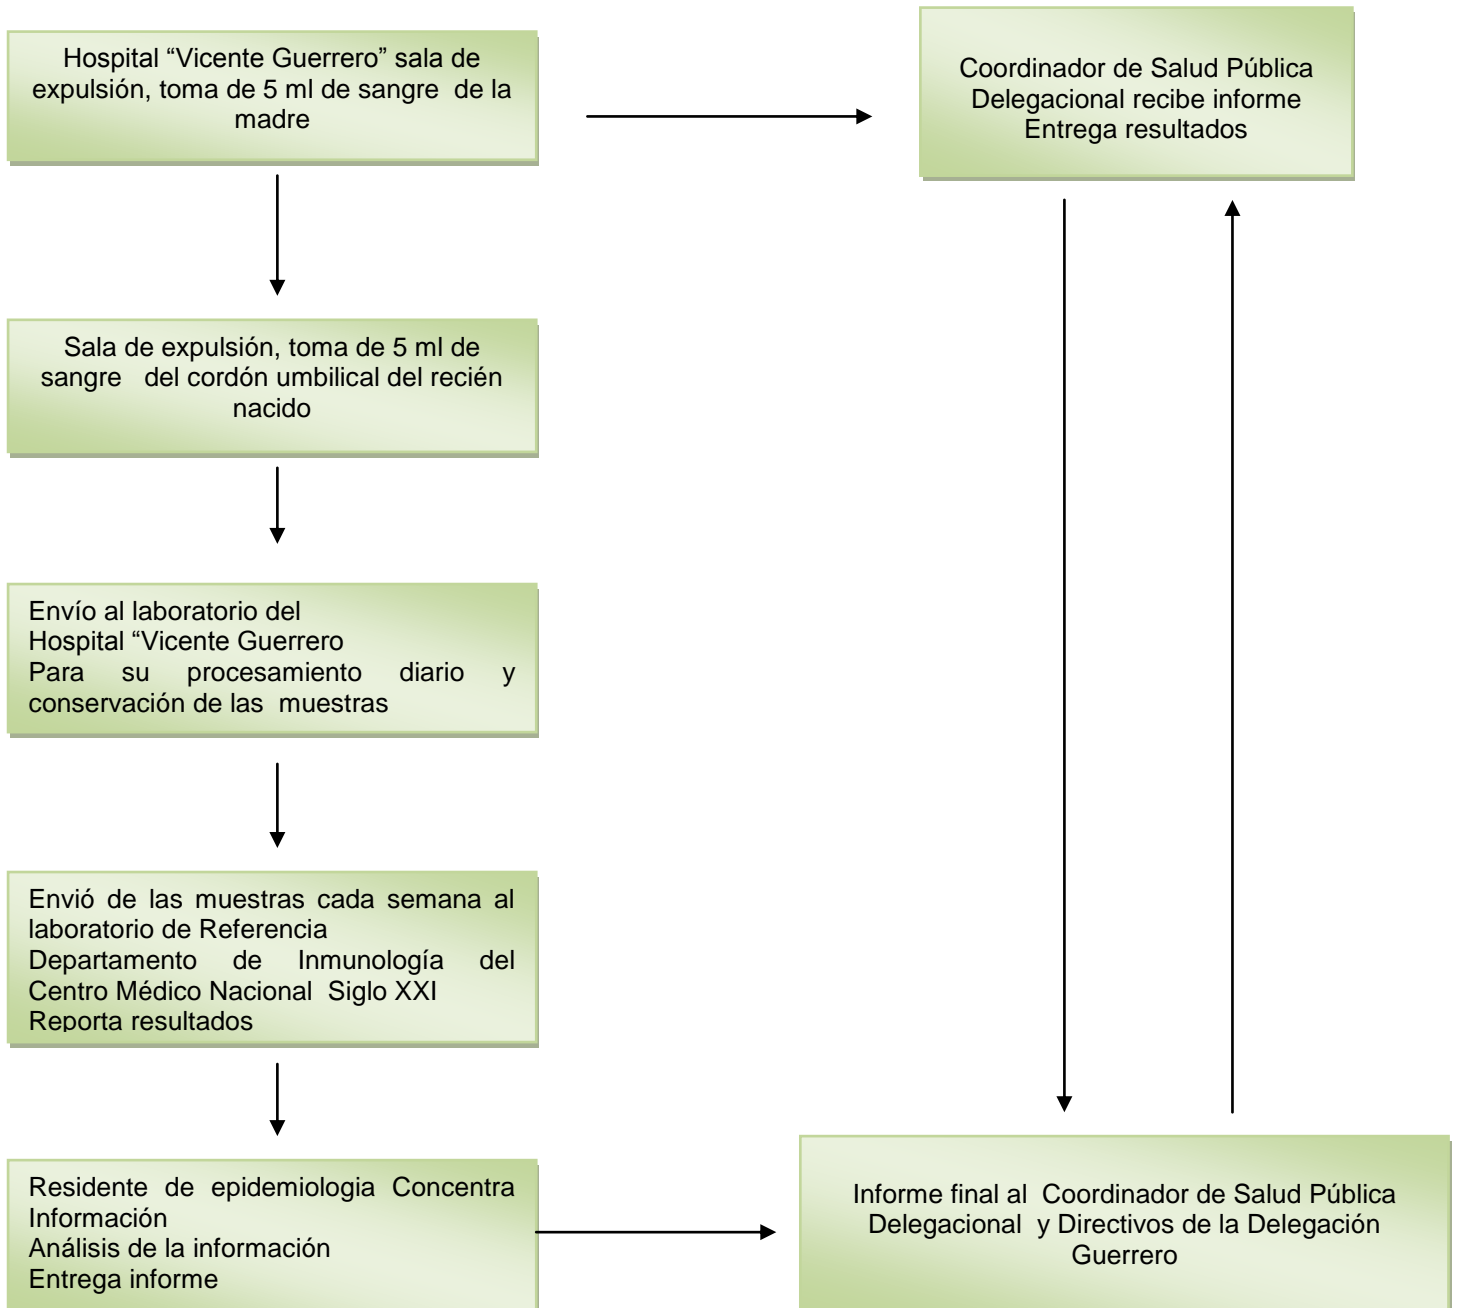 Hospital “Vicente Guerrero” sala de
expulsión, toma de 5 ml de sangre  de la
madre
Coordinador de Salud Pública
Delegacional recibe informe
Entrega resultados
Sala de expulsión, toma de 5 ml de
sangre   del cordón umbilical del recién
nacido
Envío al laboratorio del
Hospital “Vicente Guerrero
Para su procesamiento diario y
conservación de las  muestras
Envió de las muestras cada semana al
laboratorio de Referencia
Departamento de Inmunología del
Centro Médico Nacional  Siglo XXI
Reporta resultados
Residente de epidemiologia Concentra
Información
Análisis de la información
Entrega informe
Informe final al  Coordinador de Salud Pública
Delegacional  y Directivos de la Delegación
Guerrero